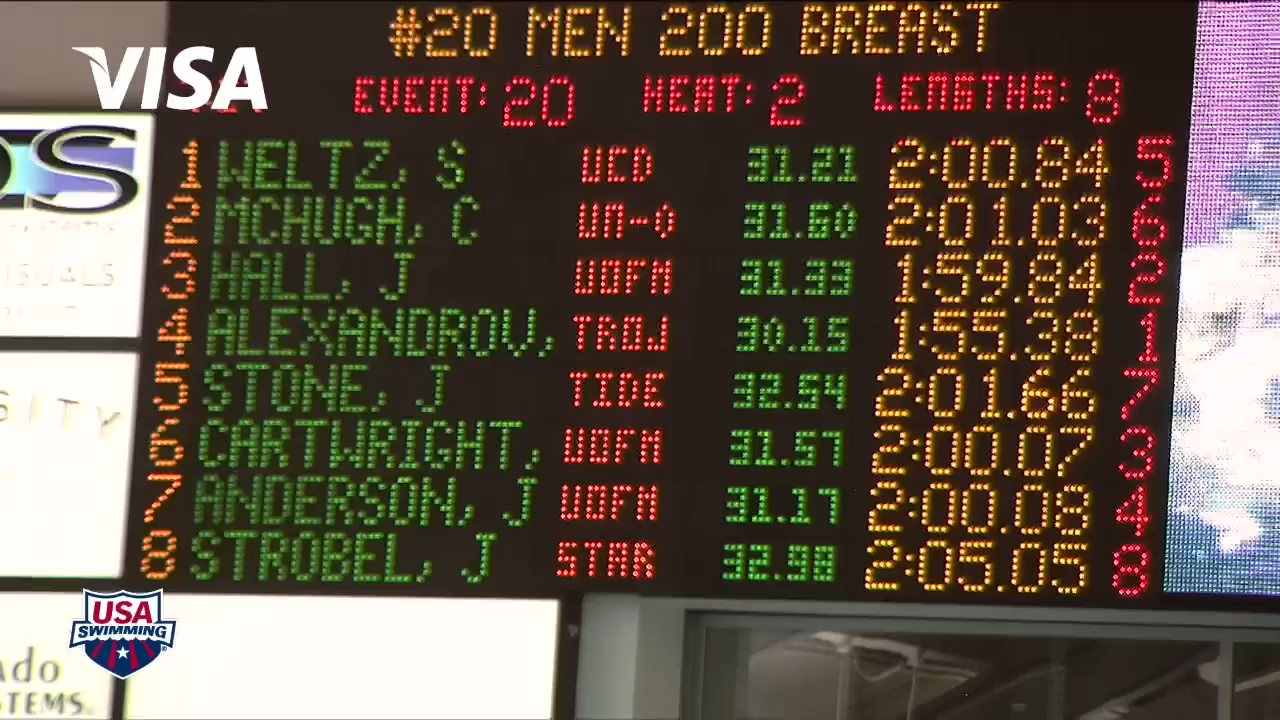 #20 MEN 200 BREAST
VISA
EVENT: 20 HEAT: 2 LENGTHS: 8
1 WELTZ, S UCD 31.21 2:00.84 5
2 MCHUGH, C UN-O 31.60 2:01.03 6
3 HALL, J UOFM 31.33 1:59.84 2
4 ALEXANDROV, TROJ 30.15 1:55.38 1
5 STONE, J TIDE 32.54 2:01.66 7
6 CARTWRIGHT, UOFM 31.57 2:00.07 3
7 ANDERSON, J UOFM 31.17 2:00.08 4
8 STROBEL, J STAR 32.98 2:05.05 8
SITY
USA
SWIMMING
ado
STEMS.